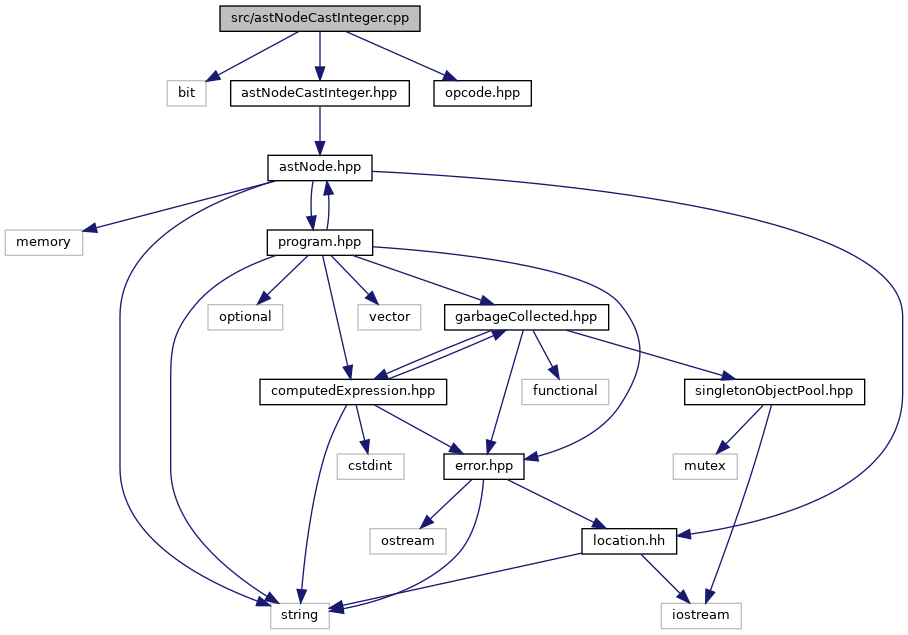 src/astNodeCastInteger.cpp
bit
astNodeCastInteger.hpp
opcode.hpp
astNode.hpp
memory
program.hpp
optional
vector
garbageCollected.hpp
computedExpression.hpp
functional
singletonObjectPool.hpp
cstdint
error.hpp
mutex
ostream
location.hh
string
iostream